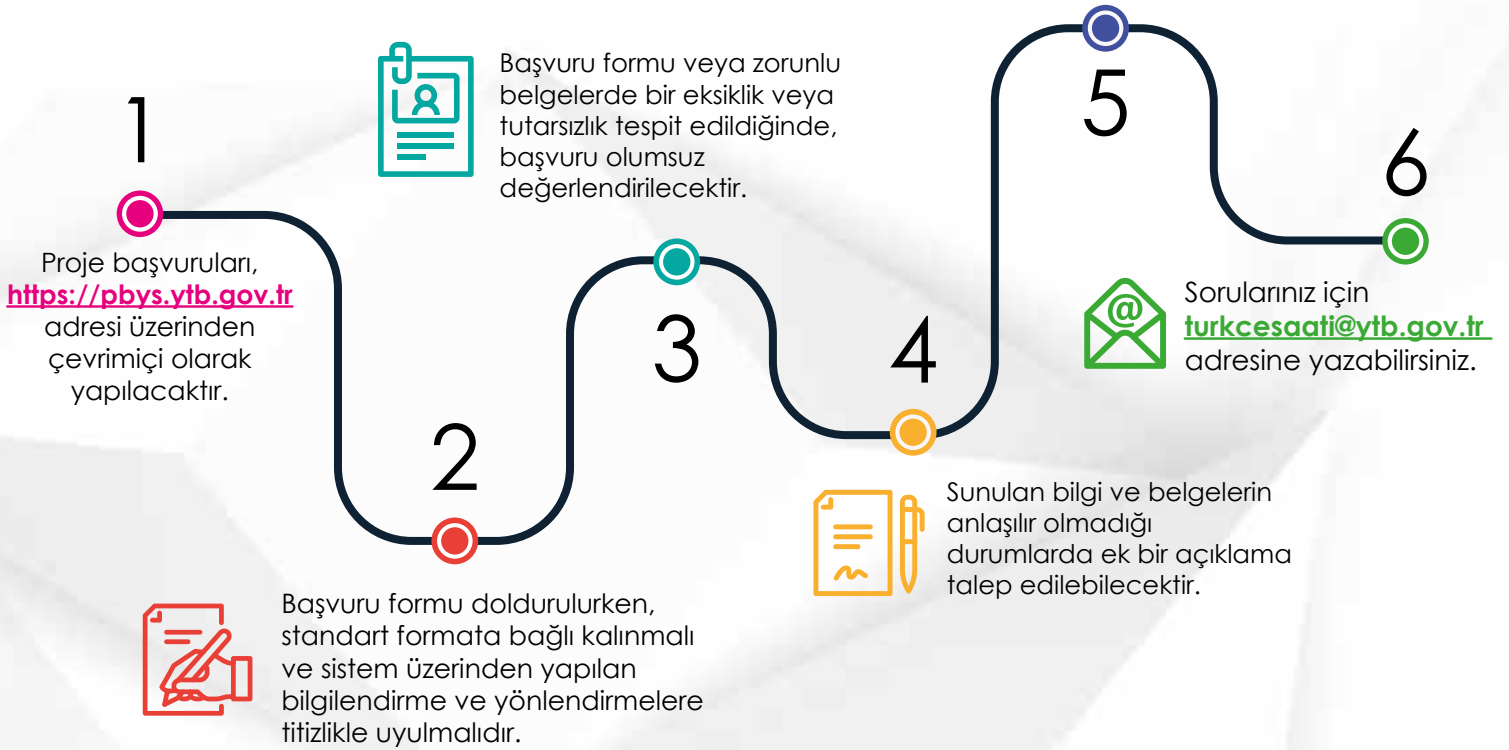 1
Proje başvuruları,
https://pbys.ytb.gov.tr
adresi üzerinden
çevrimiçi olarak
yapılacaktır.
2
Başvuru formu doldurulurken,
standart formata bağlı kalınmalı
ve sistem üzerinden yapılan
bilgilendirme ve yönlendirmelere
titizlikle uyulmalıdır.
3
Başvuru formu veya zorunlu
belgelerde bir eksiklik veya
tutarsızlık tespit edildiğinde,
başvuru olumsuz
değerlendirilecektir.
4
Sunulan bilgi ve belgelerin
anlaşılır olmadığı
durumlarda ek bir açıklama
talep edilebilecektir.
5
6
@
Sorularınız için
turkcesaati@ytb.gov.tr
adresine yazabilirsiniz.